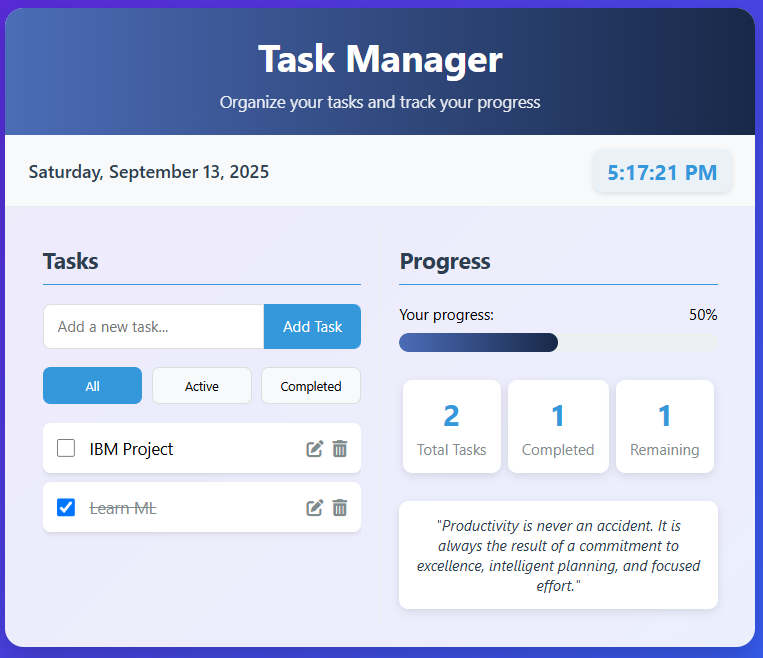 Task Manager
Organize your tasks and track your progress
Saturday, September 13, 2025
5:17:21 PM
Tasks
Add a new task...
Add Task
All
Active
Completed
IBM Project
Learn ML
Progress
Your progress:
50%
2
Total Tasks
1
Completed
1
Remaining
"Productivity is never an accident. It is
always the result of a commitment to
excellence, intelligent planning, and focused
effort."